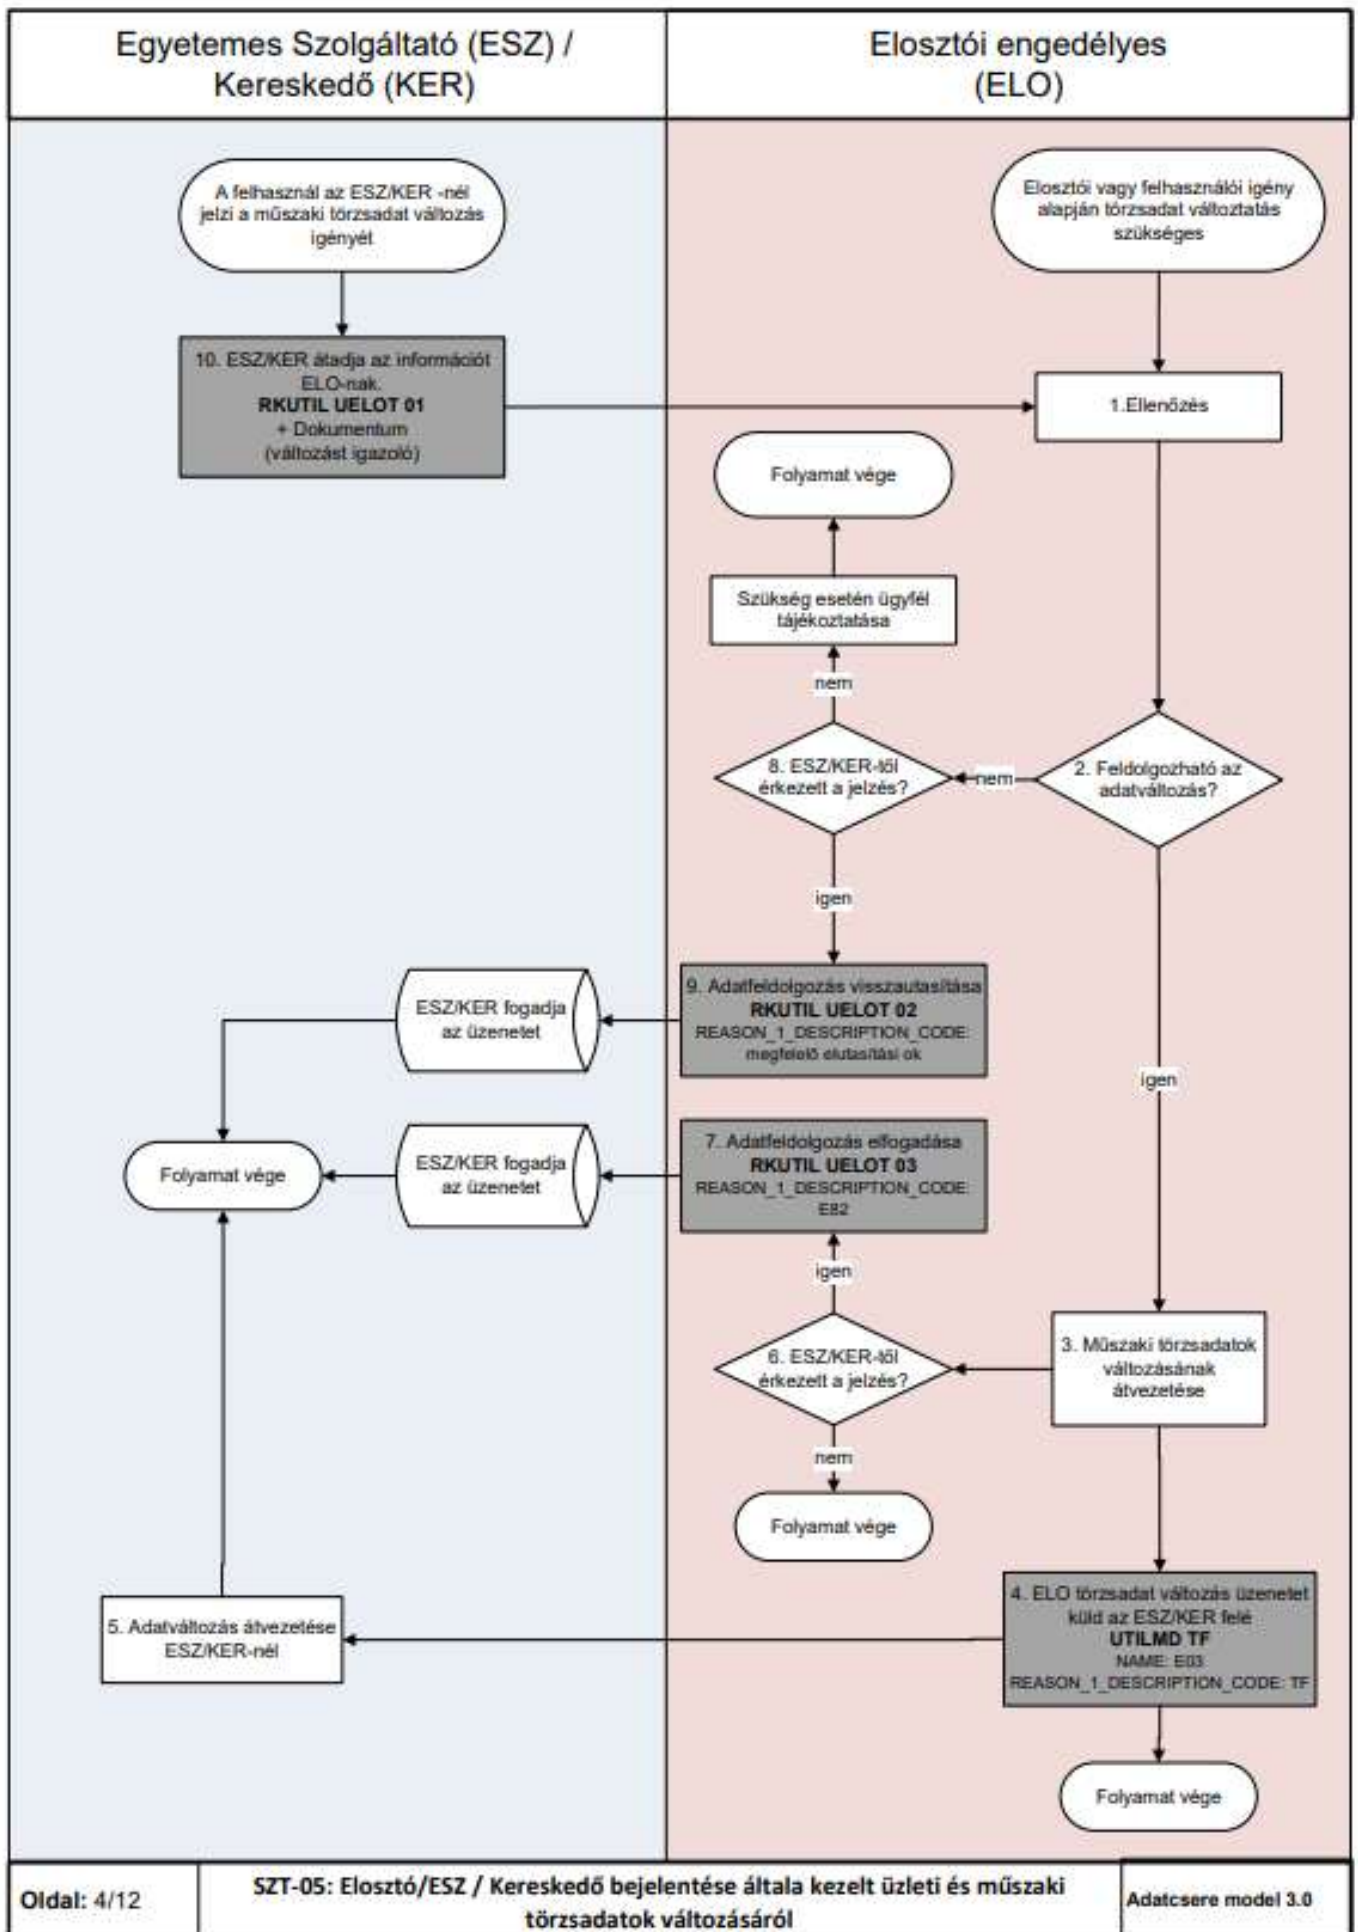 Egyetemes Szolgáltató (ESZ) /
Kereskedő (KER)
Elosztói engedélyes
(ELO)
A felhasznál az ESZ/KER -nél
jelzi a műszaki törzsadat változás
igényét
Elosztói vagy felhasználói igény
alapján törzsadat változtatás
szükséges
10. ESZ/KER átadja az információt
ELO-nak.
RKUTIL UELOT 01
+ Dokumentum
(változást igazoló)
1.Ellenőzés
Folyamat vége
Szükség esetén ügyfél
tájékoztatása
nem
8. ESZ/KER-től
érkezett a jelzés?
nem
2. Feldolgozható az
adatváltozás?
igen
9. Adatfeldolgozás visszautasítása
RKUTIL UELOT 02
REASON_1_DESCRIPTION_CODE:
megfelelő elutasítási ok
ESZ/KER fogadja
az üzenetet
igen
7. Adatfeldolgozás elfogadása
RKUTIL UELOT 03
REASON_1_DESCRIPTION_CODE:
E82
ESZ/KER fogadja
az üzenetet
Folyamat vége
igen
6. ESZ/KER-től
érkezett a jelzés?
3. Műszaki törzsadatok
változásának
átvezetése
nem
Folyamat vége
4. ELO törzsadat változás üzenetet
küld az ESZ/KER felé
UTILMD TF
NAME: E03
REASON_1_DESCRIPTION_CODE: TF
5. Adatváltozás átvezetése
ESZ/KER-nél
Folyamat vége
Oldal: 4/12
SZT-05: Elosztó/ESZ / Kereskedő bejelentése általa kezelt üzleti és műszaki
törzsadatok változásáról
Adatcsere model 3.0